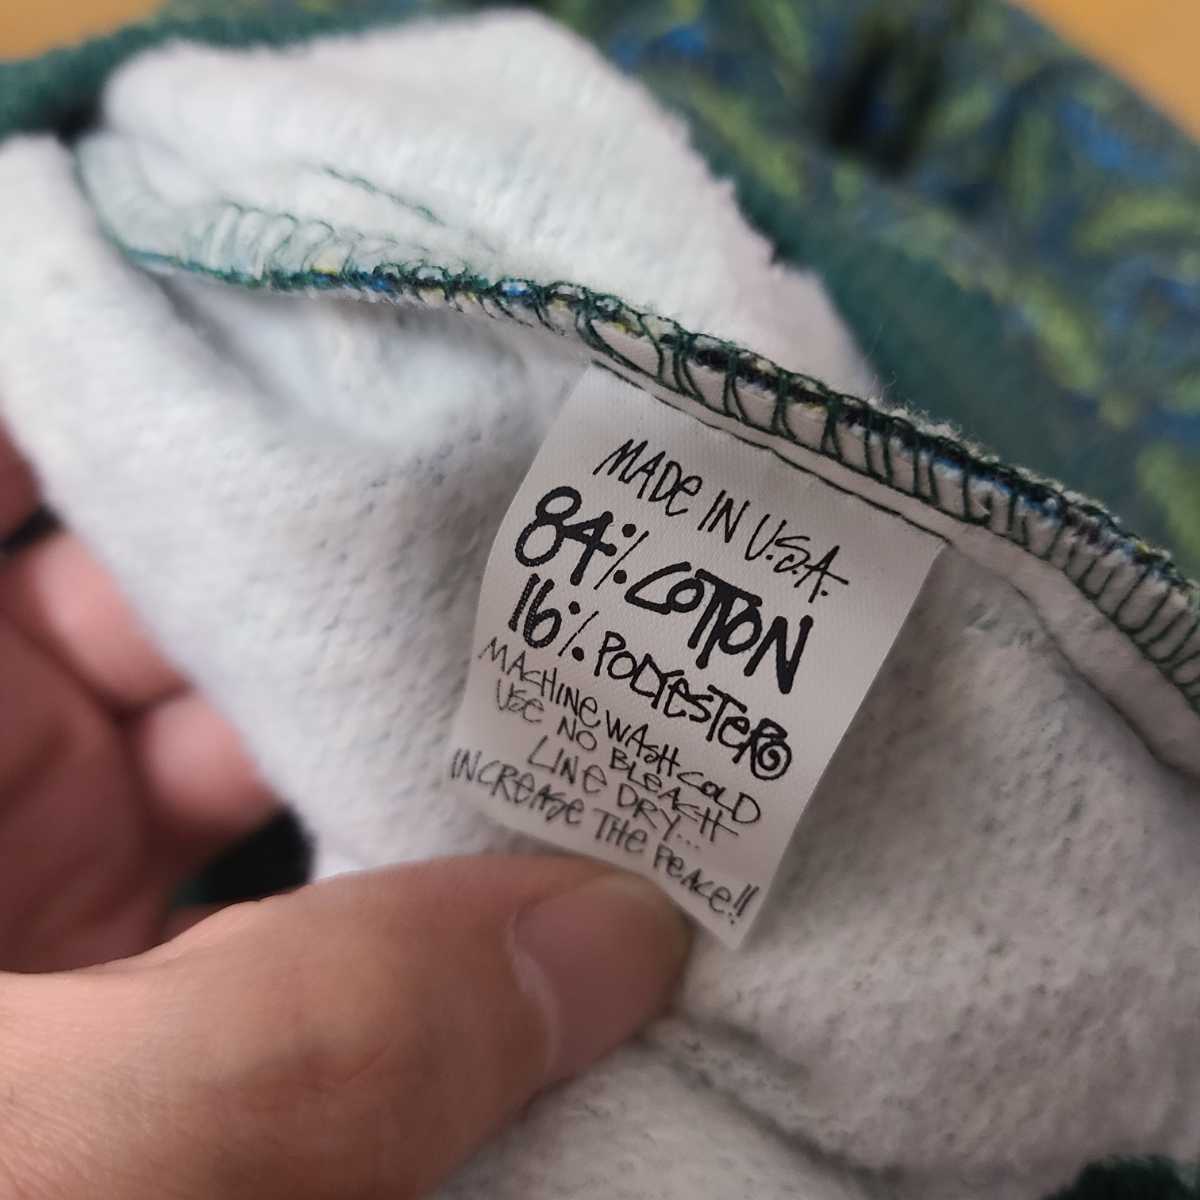 MADE IN U.S.A.
84% COTTON
16% POLYESTER
MACHINE WASH COLD
USE NO BLEACH
LINE DRY...
INCREASE THE PEACE!!